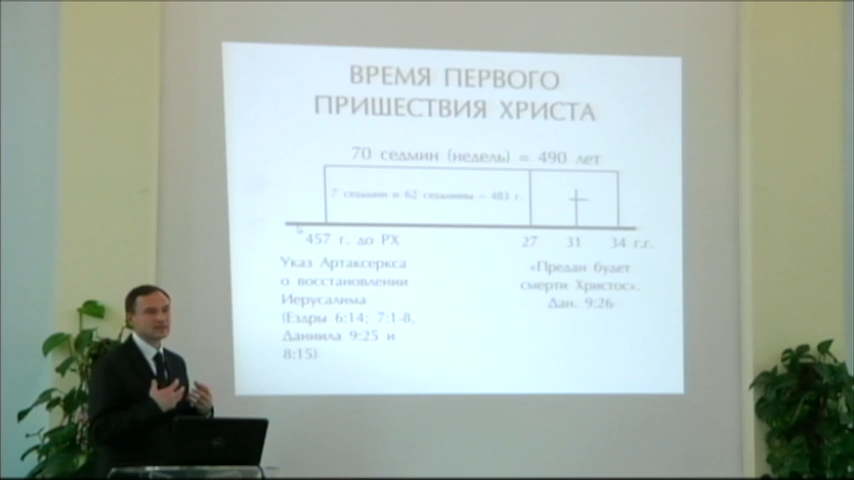 ВРЕМЯ ПЕРВОГО
ПРИШЕСТВИЯ ХРИСТА
70 седмин (недель) = 490 лет
7 седмин и 62 седмины = 483 г.
457 г. до РХ
27 31 34 г.г.
Указ Артаксеркса
о восстановлении
Иерусалима
(Ездры 6:14; 7:1-8,
Даниила 9:25 и
8:15)
«Предан будет
смерти Христос».
Дан. 9:26